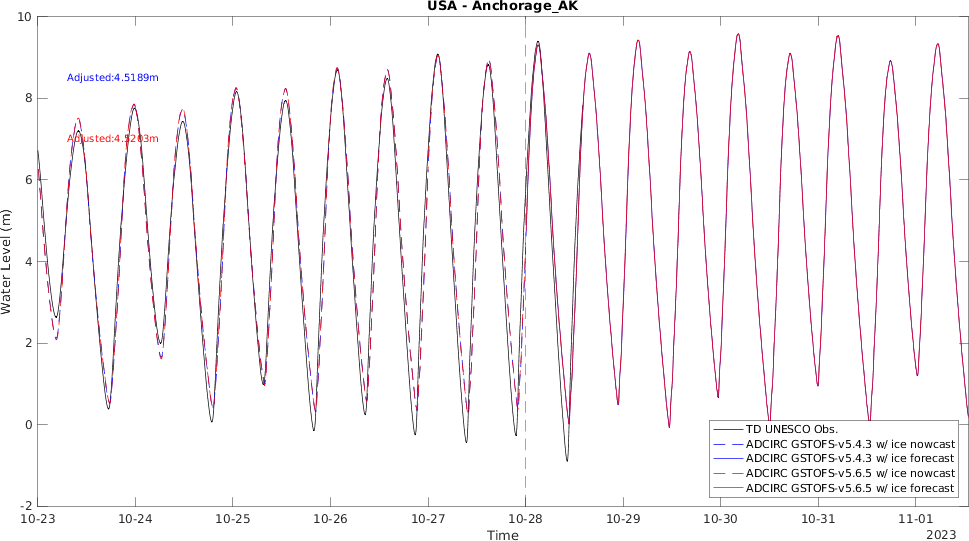 USA - Anchorage_AK
10
8
6
4
2
0
-2
Water Level (m)
Adjusted:4.5189m
Adjusted:4.5203m
TD UNESCO Obs.
ADCIRC GSTOFS-v5.4.3 w/ ice nowcast
ADCIRC GSTOFS-v5.4.3 w/ ice forecast
ADCIRC GSTOFS-v5.6.5 w/ ice nowcast
ADCIRC GSTOFS-v5.6.5 w/ ice forecast
10-23 10-24 10-25 10-26 10-27 10-28 10-29 10-30 10-31 11-01
Time
2023